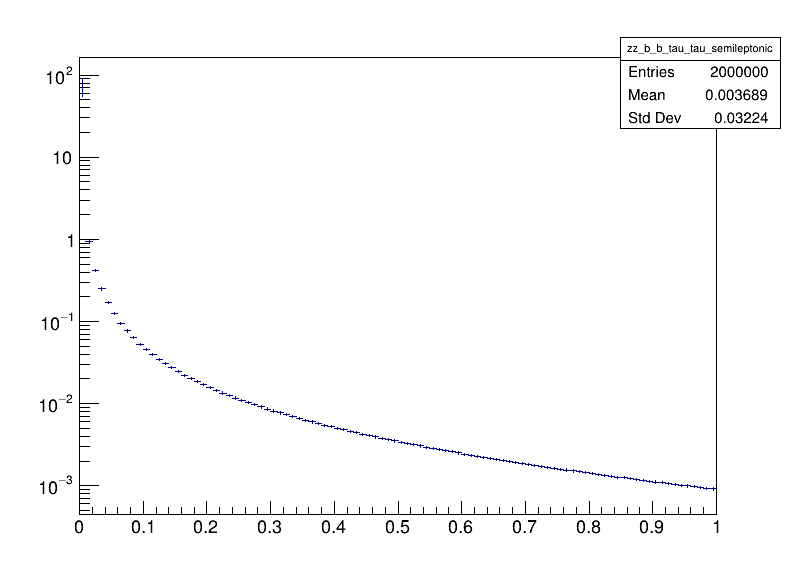 zz_b_b_tau_tau_semileptonic
Entries 2000000
Mean 0.003689
Std Dev 0.03224
10²
10
1
10⁻¹
10⁻²
10⁻³
0 0.1 0.2 0.3 0.4 0.5 0.6 0.7 0.8 0.9 1